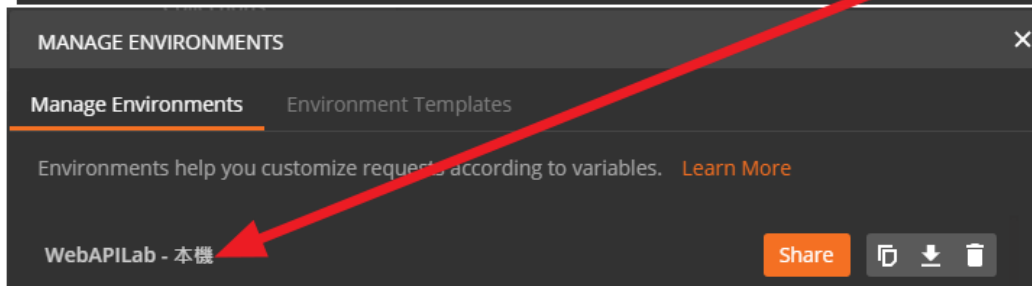 MANAGE ENVIRONMENTS
Manage Environments Environment Templates
Environments help you customize requests according to variables. Learn More
WebAPILab - 本機 Share